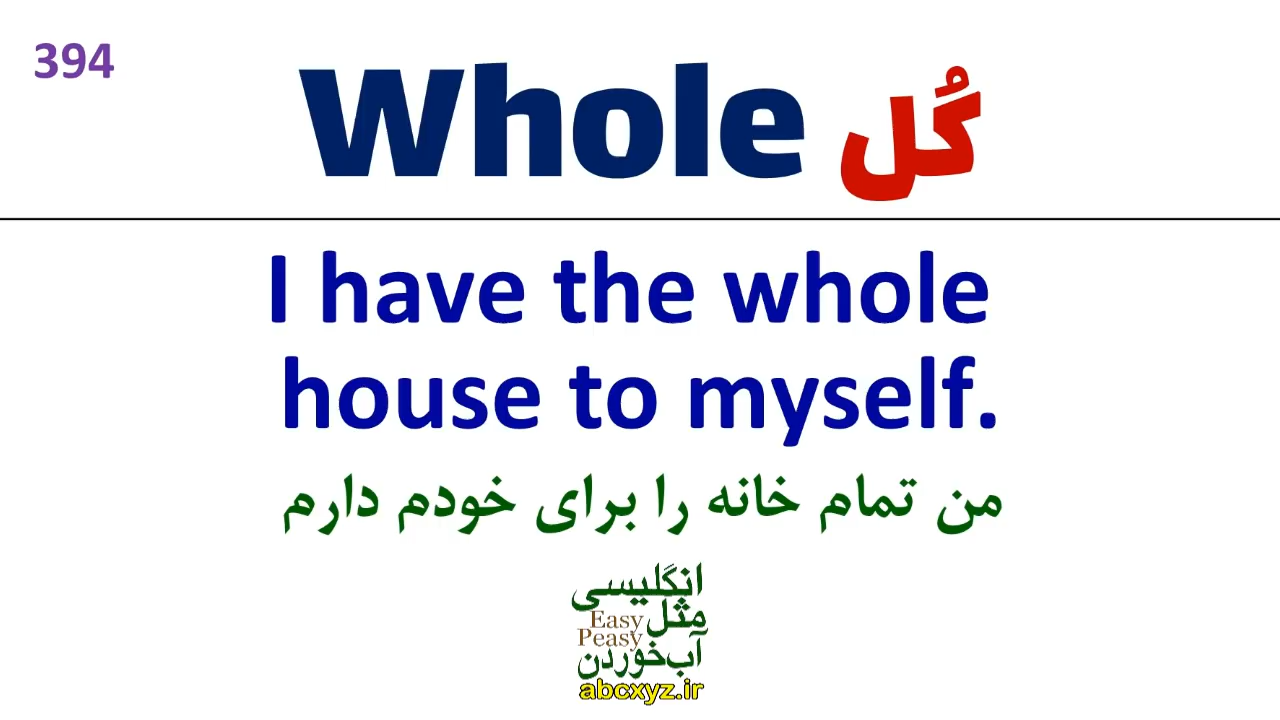 394
Whole کُل
I have the whole
house to myself.
من تمام خانه را برای خودم دارم
انگلیسی
مثل
Easy
Peasy
آب‌خوردن
abcxyz.ir